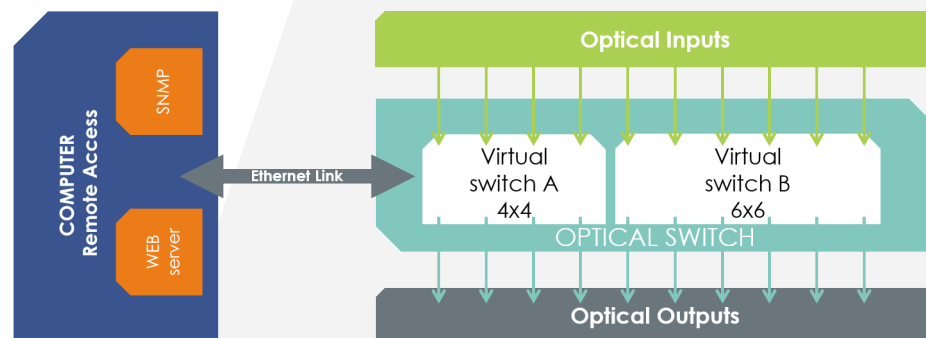 COMPUTER
Remote Access
SNMP
WEB
server
Ethernet Link
Optical Inputs
Virtual
switch A
4x4
Virtual
switch B
6x6
OPTICAL SWITCH
Optical Outputs